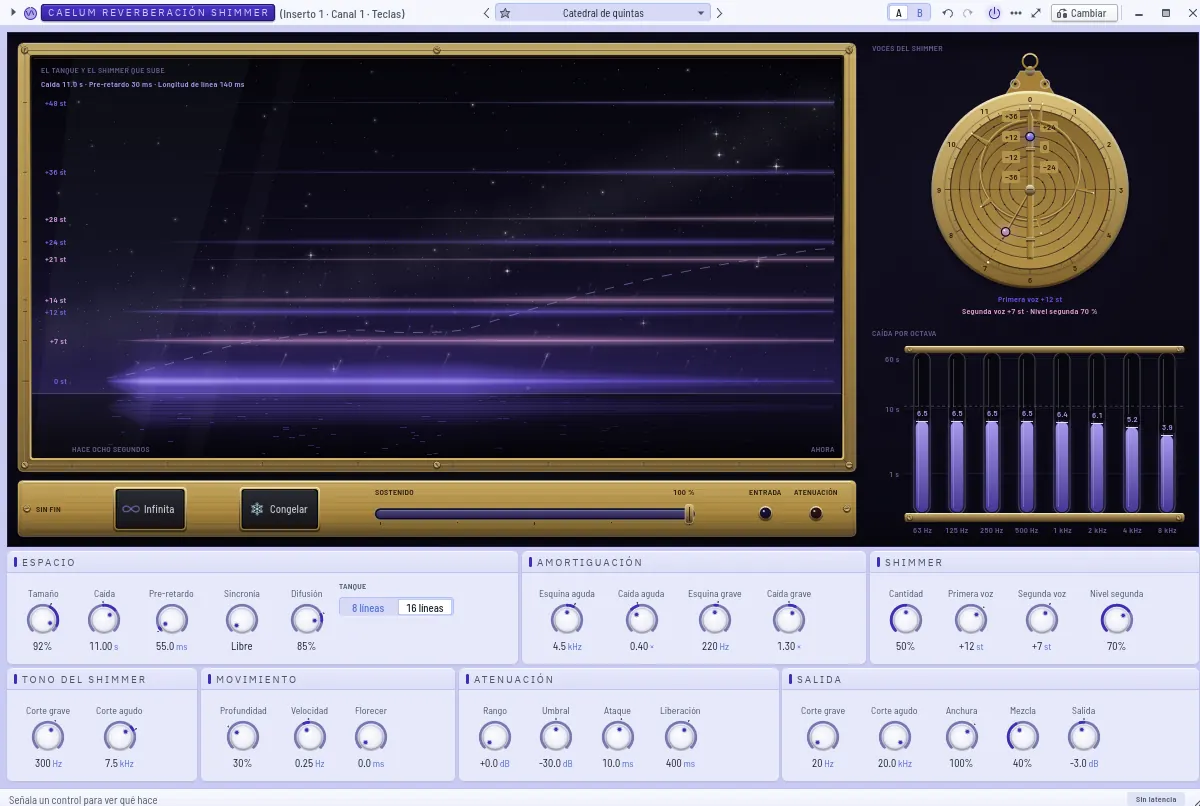 CAELUM REVERBERACIÓN SHIMMER (Inserto 1 · Canal 1 · Teclas) Catedral de quintas A B Cambiar
EL TANQUE Y EL SHIMMER QUE SUBE
Caída 11.0 s · Pre-retardo 30 ms · Longitud de línea 140 ms
+48 st
+36 st
+28 st
+24 st
+21 st
+14 st
+12 st
+7 st
0 st
HACE OCHO SEGUNDOS AHORA
VOCES DEL SHIMMER
0
1
2
3
4
5
6
7
8
9
10
11
+36
+24
+12
0
−12
−24
−36
Primera voz +12 st
Segunda voz +7 st · Nivel segunda 70 %
CAÍDA POR OCTAVA
60 s
10 s
1 s
6.5 6.5 6.5 6.5 6.4 6.1 5.2 3.9
63 Hz 125 Hz 250 Hz 500 Hz 1 kHz 2 kHz 4 kHz 8 kHz
SIN FIN Infinita Congelar
SOSTENIDO 100 %
ENTRADA ATENUACIÓN
ESPACIO
Tamaño Caída Pre-retardo Sincronía Difusión
92% 11.00 s 55.0 ms Libre 85%
TANQUE
8 líneas 16 líneas
AMORTIGUACIÓN
Esquina aguda Caída aguda Esquina grave Caída grave
4.5 kHz 0.40 × 220 Hz 1.30 ×
SHIMMER
Cantidad Primera voz Segunda voz Nivel segunda
50% +12 st +7 st 70%
TONO DEL SHIMMER
Corte grave Corte agudo
300 Hz 7.5 kHz
MOVIMIENTO
Profundidad Velocidad Florecer
30% 0.25 Hz 0.0 ms
ATENUACIÓN
Rango Umbral Ataque Liberación
+0.0 dB -30.0 dB 10.0 ms 400 ms
SALIDA
Corte grave Corte agudo Anchura Mezcla Salida
20 Hz 20.0 kHz 100% 40% -3.0 dB
Señala un control para ver qué hace
Sin latencia